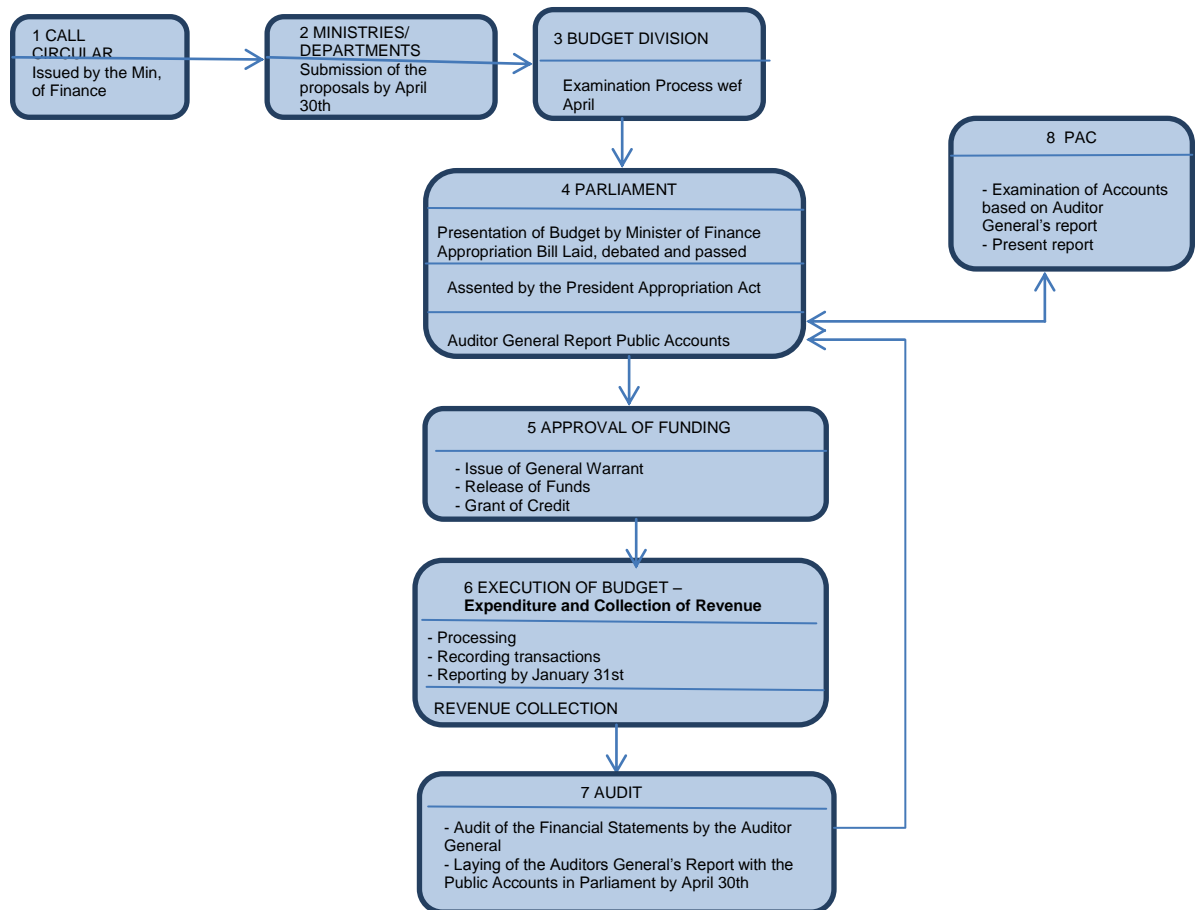 1 CALL
CIRCULAR
Issued by the Min,
of Finance
2 MINISTRIES/
DEPARTMENTS
Submission of the
proposals by April
30th
3 BUDGET DIVISION
Examination Process wef
April
4 PARLIAMENT
Presentation of Budget by Minister of Finance
Appropriation Bill Laid, debated and passed
Assented by the President Appropriation Act
Auditor General Report Public Accounts
8 PAC
- Examination of Accounts
based on Auditor
General's report
- Present report
5 APPROVAL OF FUNDING
- Issue of General Warrant
- Release of Funds
- Grant of Credit
6 EXECUTION OF BUDGET –
Expenditure and Collection of Revenue
- Processing
- Recording transactions
- Reporting by January 31st
REVENUE COLLECTION
7 AUDIT
- Audit of the Financial Statements by the Auditor
General
- Laying of the Auditors General's Report with the
Public Accounts in Parliament by April 30th